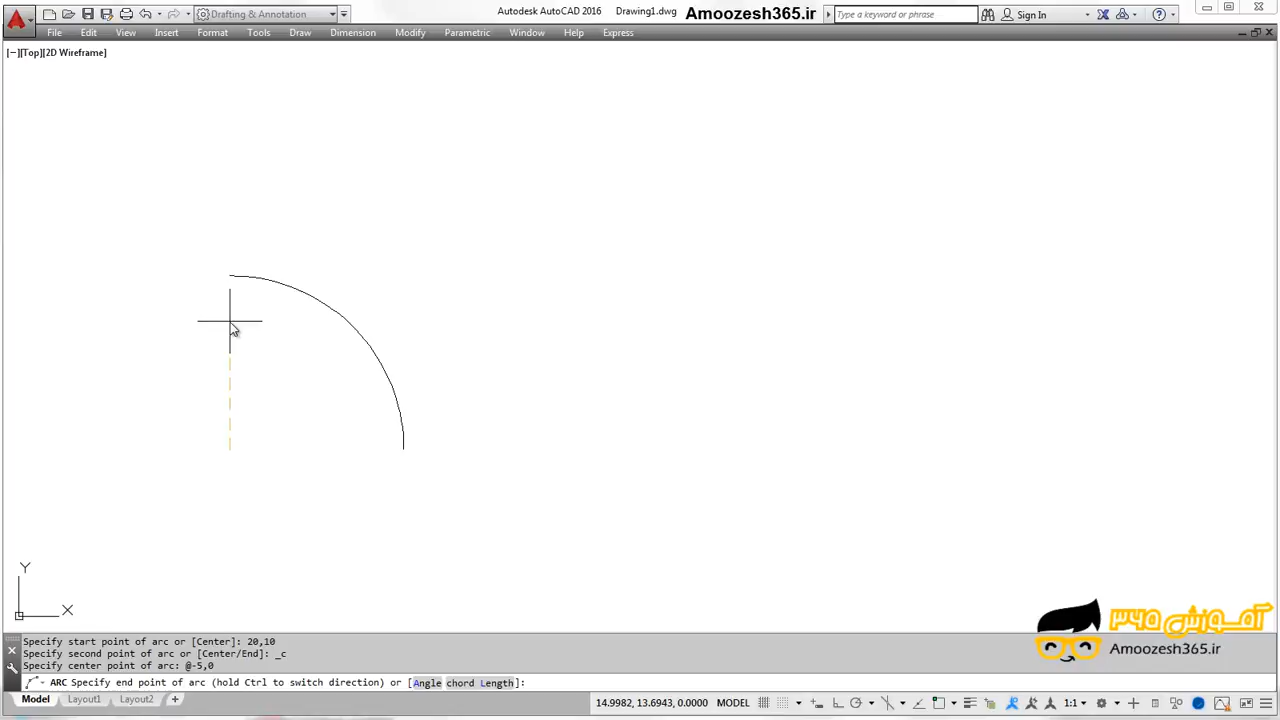 Drafting & Annotation
Autodesk AutoCAD 2016 Drawing1.dwg
Amoozesh365.ir
Type a keyword or phrase
Sign In
File Edit View Insert Format Tools Draw Dimension Modify Parametric Window Help Express
[−][Top][2D Wireframe]
Y
X
آموزش ۳۶۵
Amoozesh365.ir
Specify start point of arc or [Center]: 20,10
Specify second point of arc or [Center/End]: _c
Specify center point of arc: @-5,0
ARC Specify end point of arc (hold Ctrl to switch direction) or [Angle chord Length]:
Model Layout1 Layout2 +
14.9982, 13.6943, 0.0000 MODEL 1:1